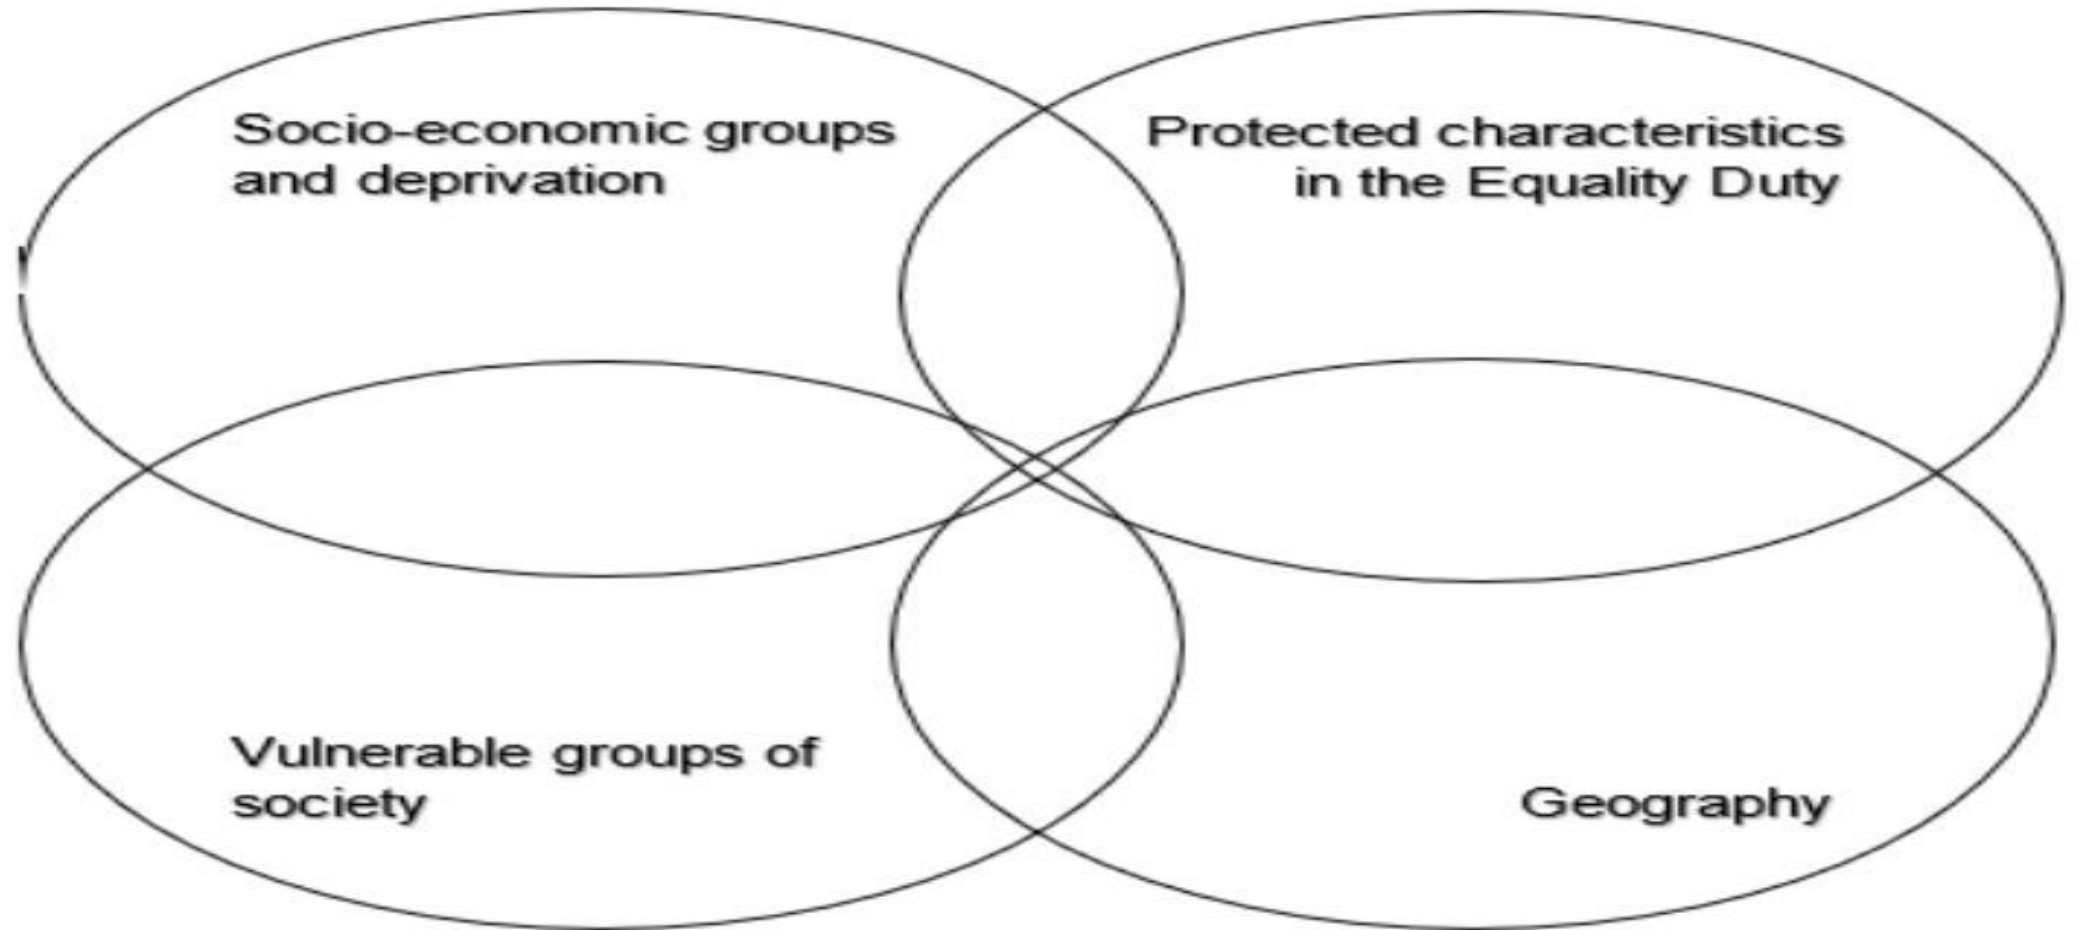 Socio-economic groups
and deprivation
Protected characteristics
in the Equality Duty
Vulnerable groups of
society
Geography